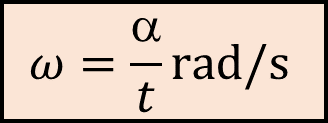 ω = α/t rad/s